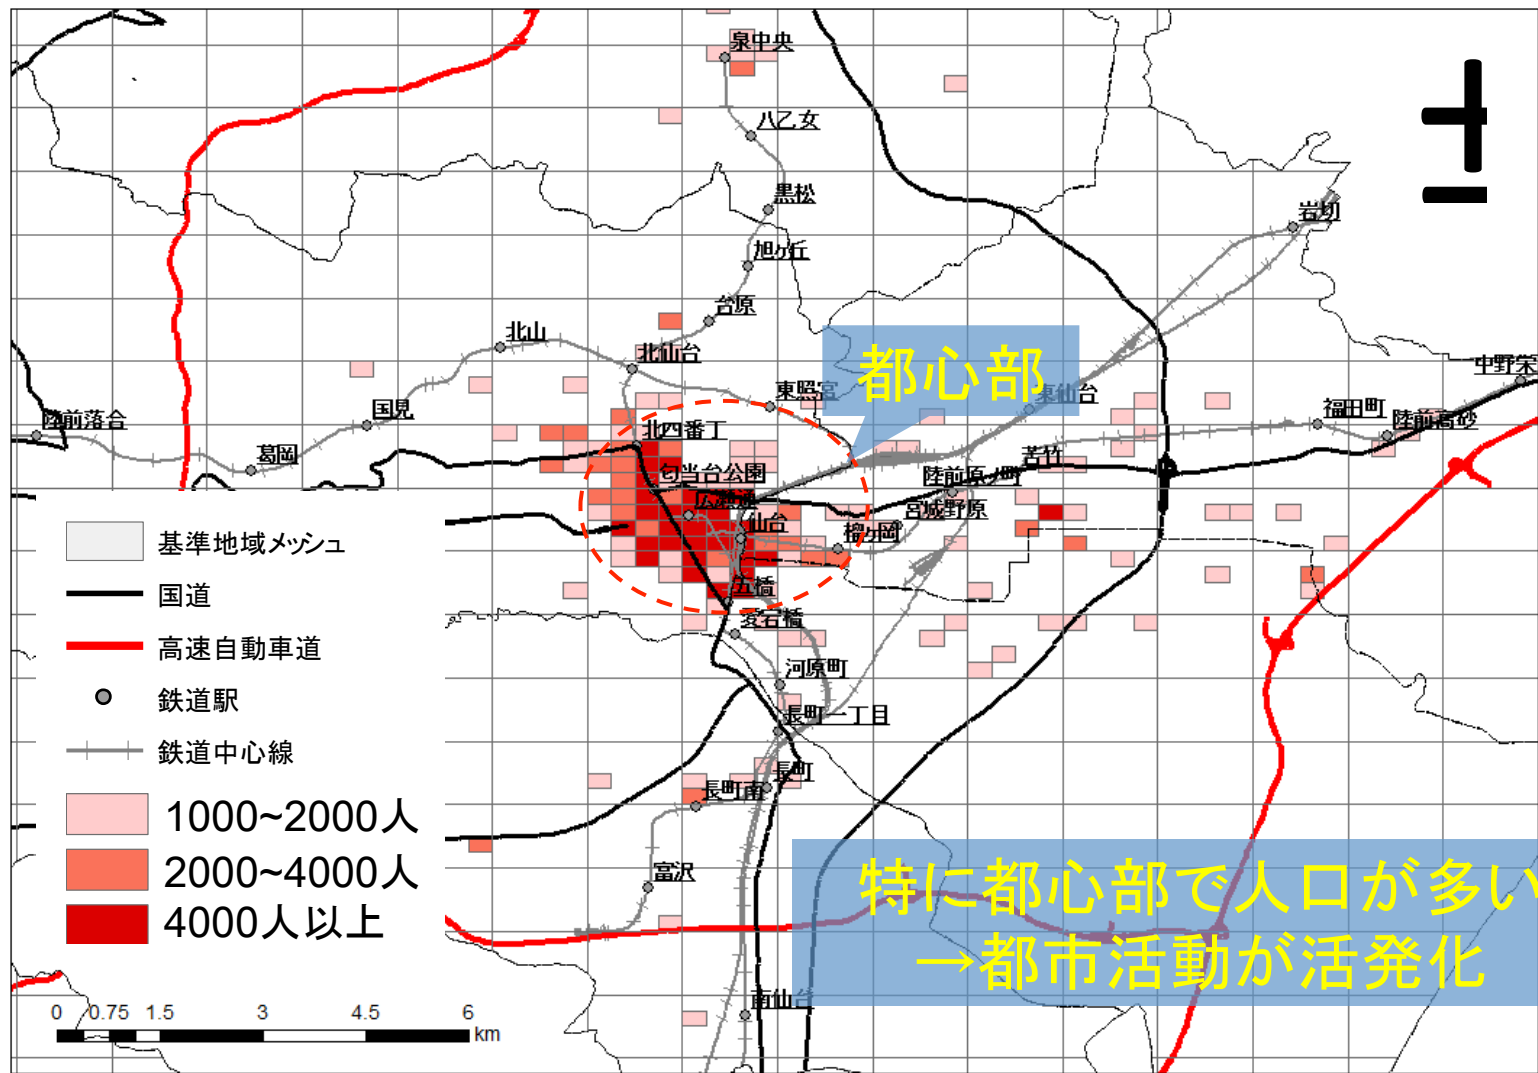 泉中央
八乙女
黒松
岩切
旭ヶ丘
台原
北山
北仙台
都心部
中野栄
東照宮
東仙台
国見
陸前落合
福田町
陸前高砂
北四番丁
葛岡
苦竹
勾当台公園
陸前原ノ町
広瀬通
宮城野原
仙台
榴ヶ岡
五橋
愛宕橋
河原町
長町一丁目
長町
長町南
富沢
南仙台
基準地域メッシュ
国道
高速自動車道
鉄道駅
鉄道中心線
1000~2000人
2000~4000人
4000人以上
特に都心部で人口が多い
→都市活動が活発化
0 0.75 1.5 3 4.5 6
km